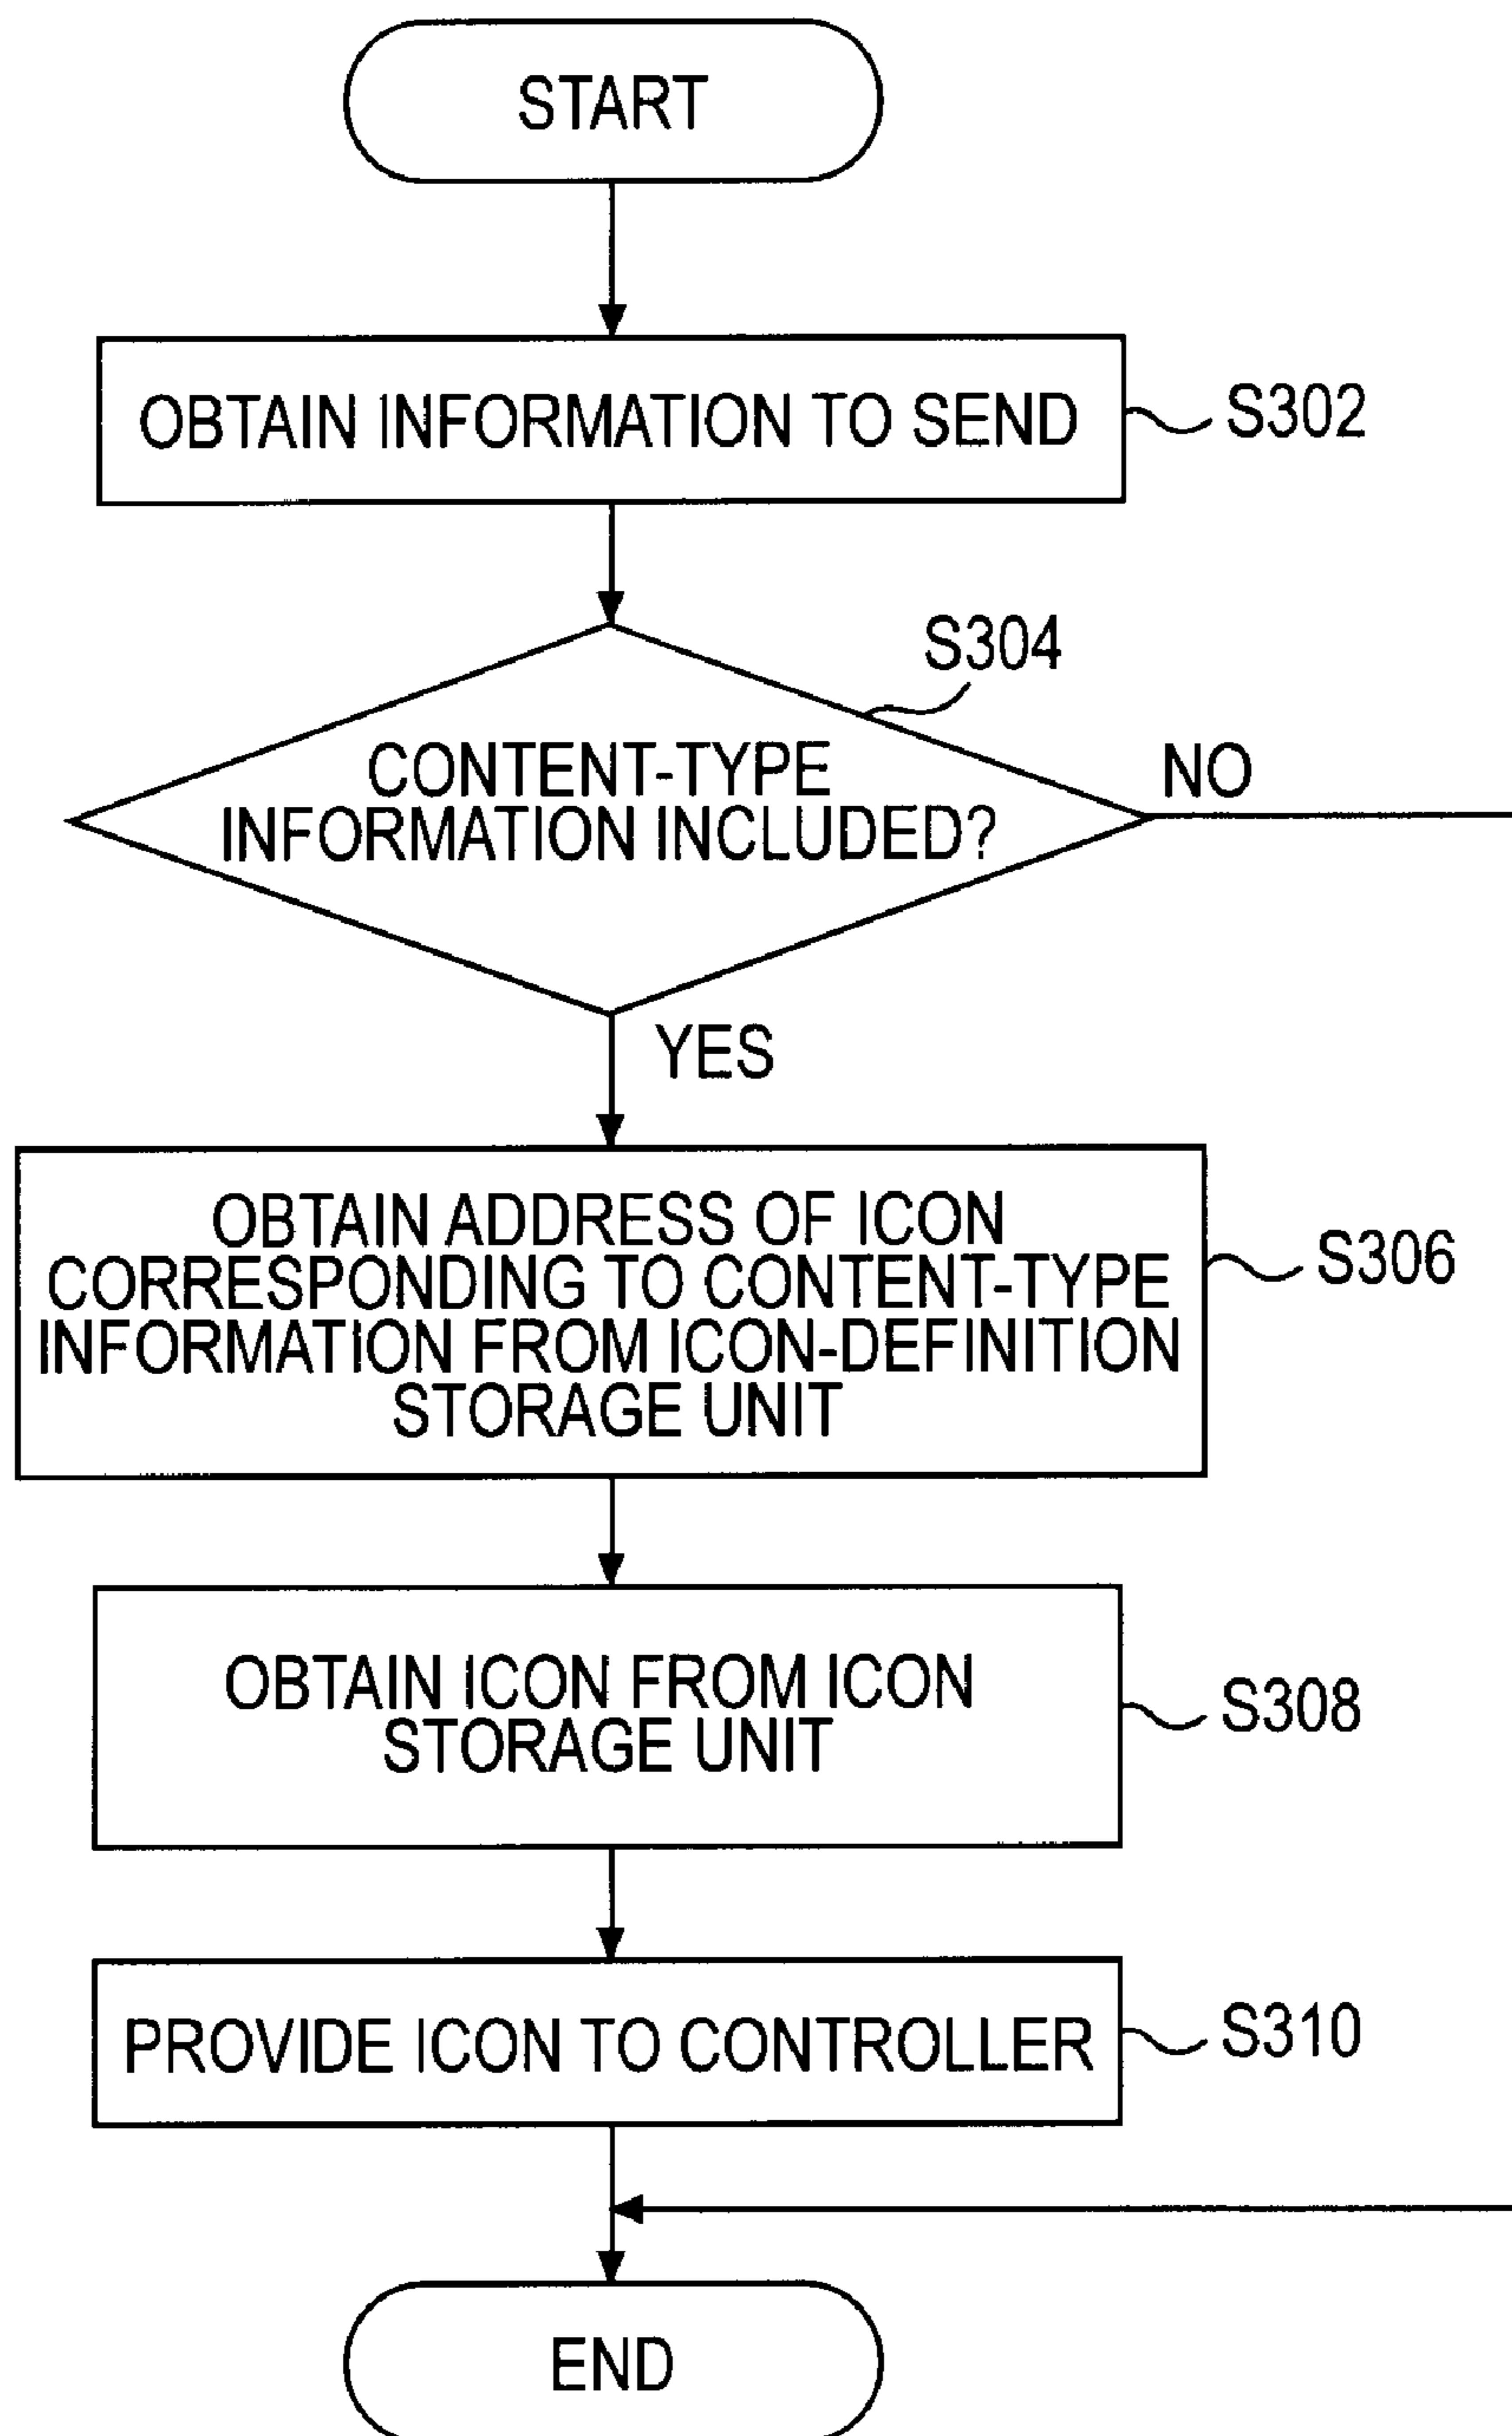 START
OBTAIN INFORMATION TO SEND
S302
S304
CONTENT-TYPE
INFORMATION INCLUDED?
NO
YES
OBTAIN ADDRESS OF ICON
CORRESPONDING TO CONTENT-TYPE
INFORMATION FROM ICON-DEFINITION
STORAGE UNIT
S306
OBTAIN ICON FROM ICON
STORAGE UNIT
S308
PROVIDE ICON TO CONTROLLER
S310
END